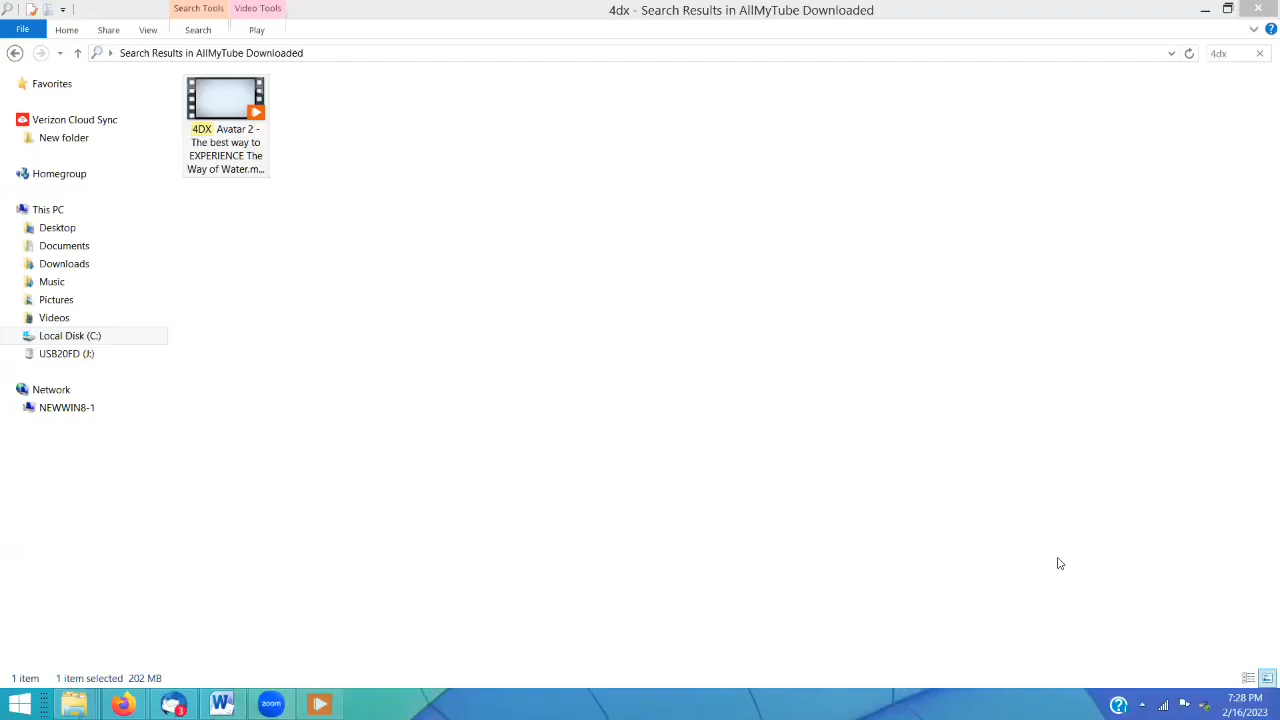 Search Tools
Video Tools
4dx - Search Results in AllMyTube Downloaded
File
Home
Share
View
Search
Play
Search Results in AllMyTube Downloaded
4dx
Favorites
Verizon Cloud Sync
New folder
Homegroup
This PC
Desktop
Documents
Downloads
Music
Pictures
Videos
Local Disk (C:)
USB20FD (J:)
Network
NEWWIN8-1
4DX Avatar 2 -
The best way to
EXPERIENCE The
Way of Water.m...
1 item
1 item selected 202 MB
3
W
zoom
7:28 PM
2/16/2023